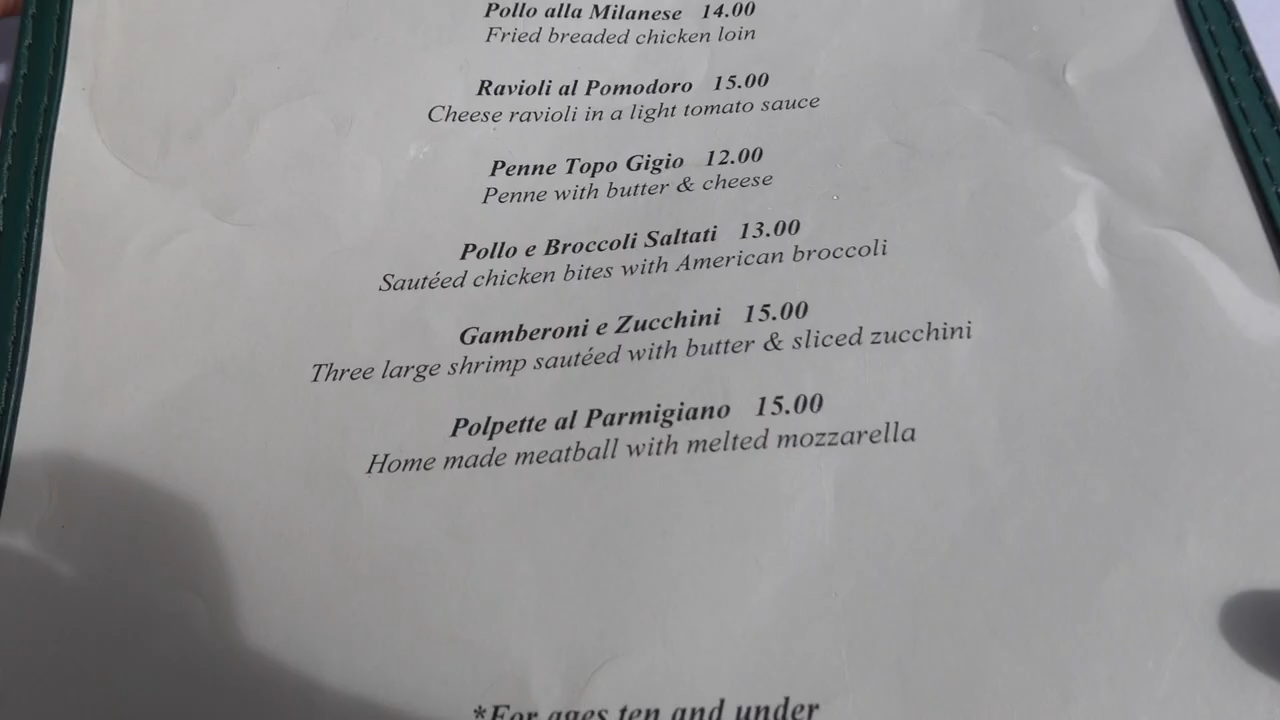 Pollo alla Milanese 14.00
Fried breaded chicken loin
Ravioli al Pomodoro 15.00
Cheese ravioli in a light tomato sauce
Penne Topo Gigio 12.00
Penne with butter & cheese
Pollo e Broccoli Saltati 13.00
Sautéed chicken bites with American broccoli
Gamberoni e Zucchini 15.00
Three large shrimp sautéed with butter & sliced zucchini
Polpette al Parmigiano 15.00
Home made meatball with melted mozzarella
*For ages ten and under